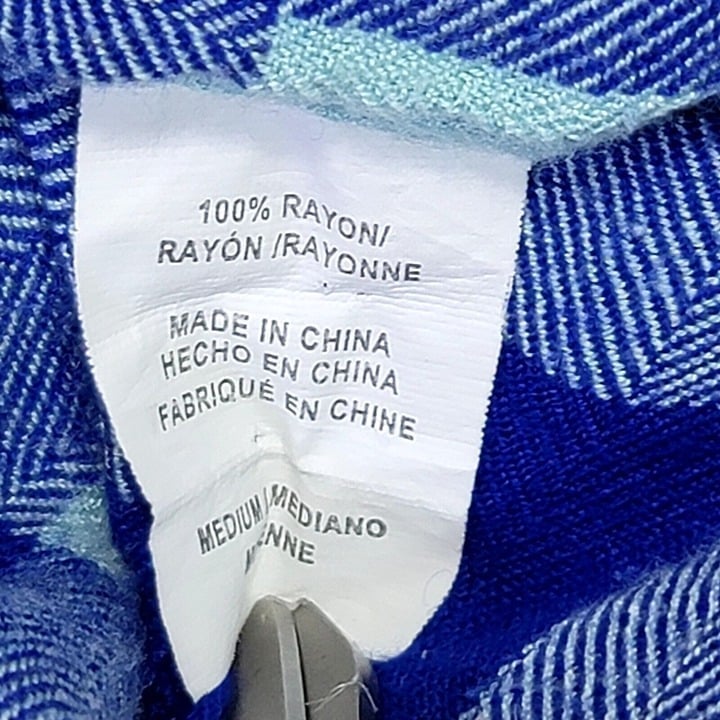 100% RAYON/
RAYÓN /RAYONNE
MADE IN CHINA
HECHO EN CHINA
FABRIQUÉ EN CHINE
MEDIUM / MEDIANO